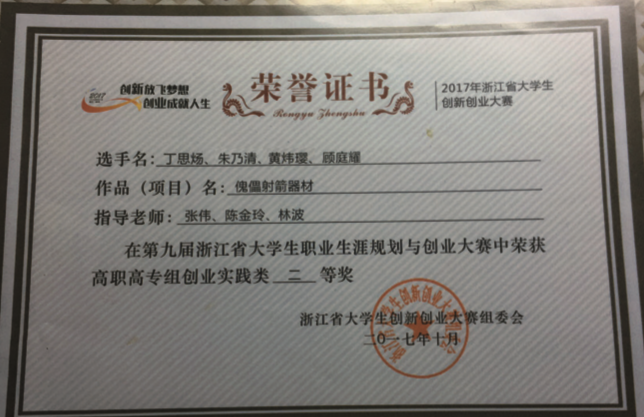 2017
创新放飞梦想
创业成就人生
荣誉证书
Rongyu Zhengshu
2017年浙江省大学生
创新创业大赛
选手名：丁思炀、朱乃清、黄炜璎、顾庭耀
作品（项目）名：傀儡射箭器材
指导老师：张伟、陈金玲、林波
在第九届浙江省大学生职业生涯规划与创业大赛中荣获
高职高专组创业实践类 二 等奖
浙江省大学生创新创业大赛组委会
二〇一七年十月